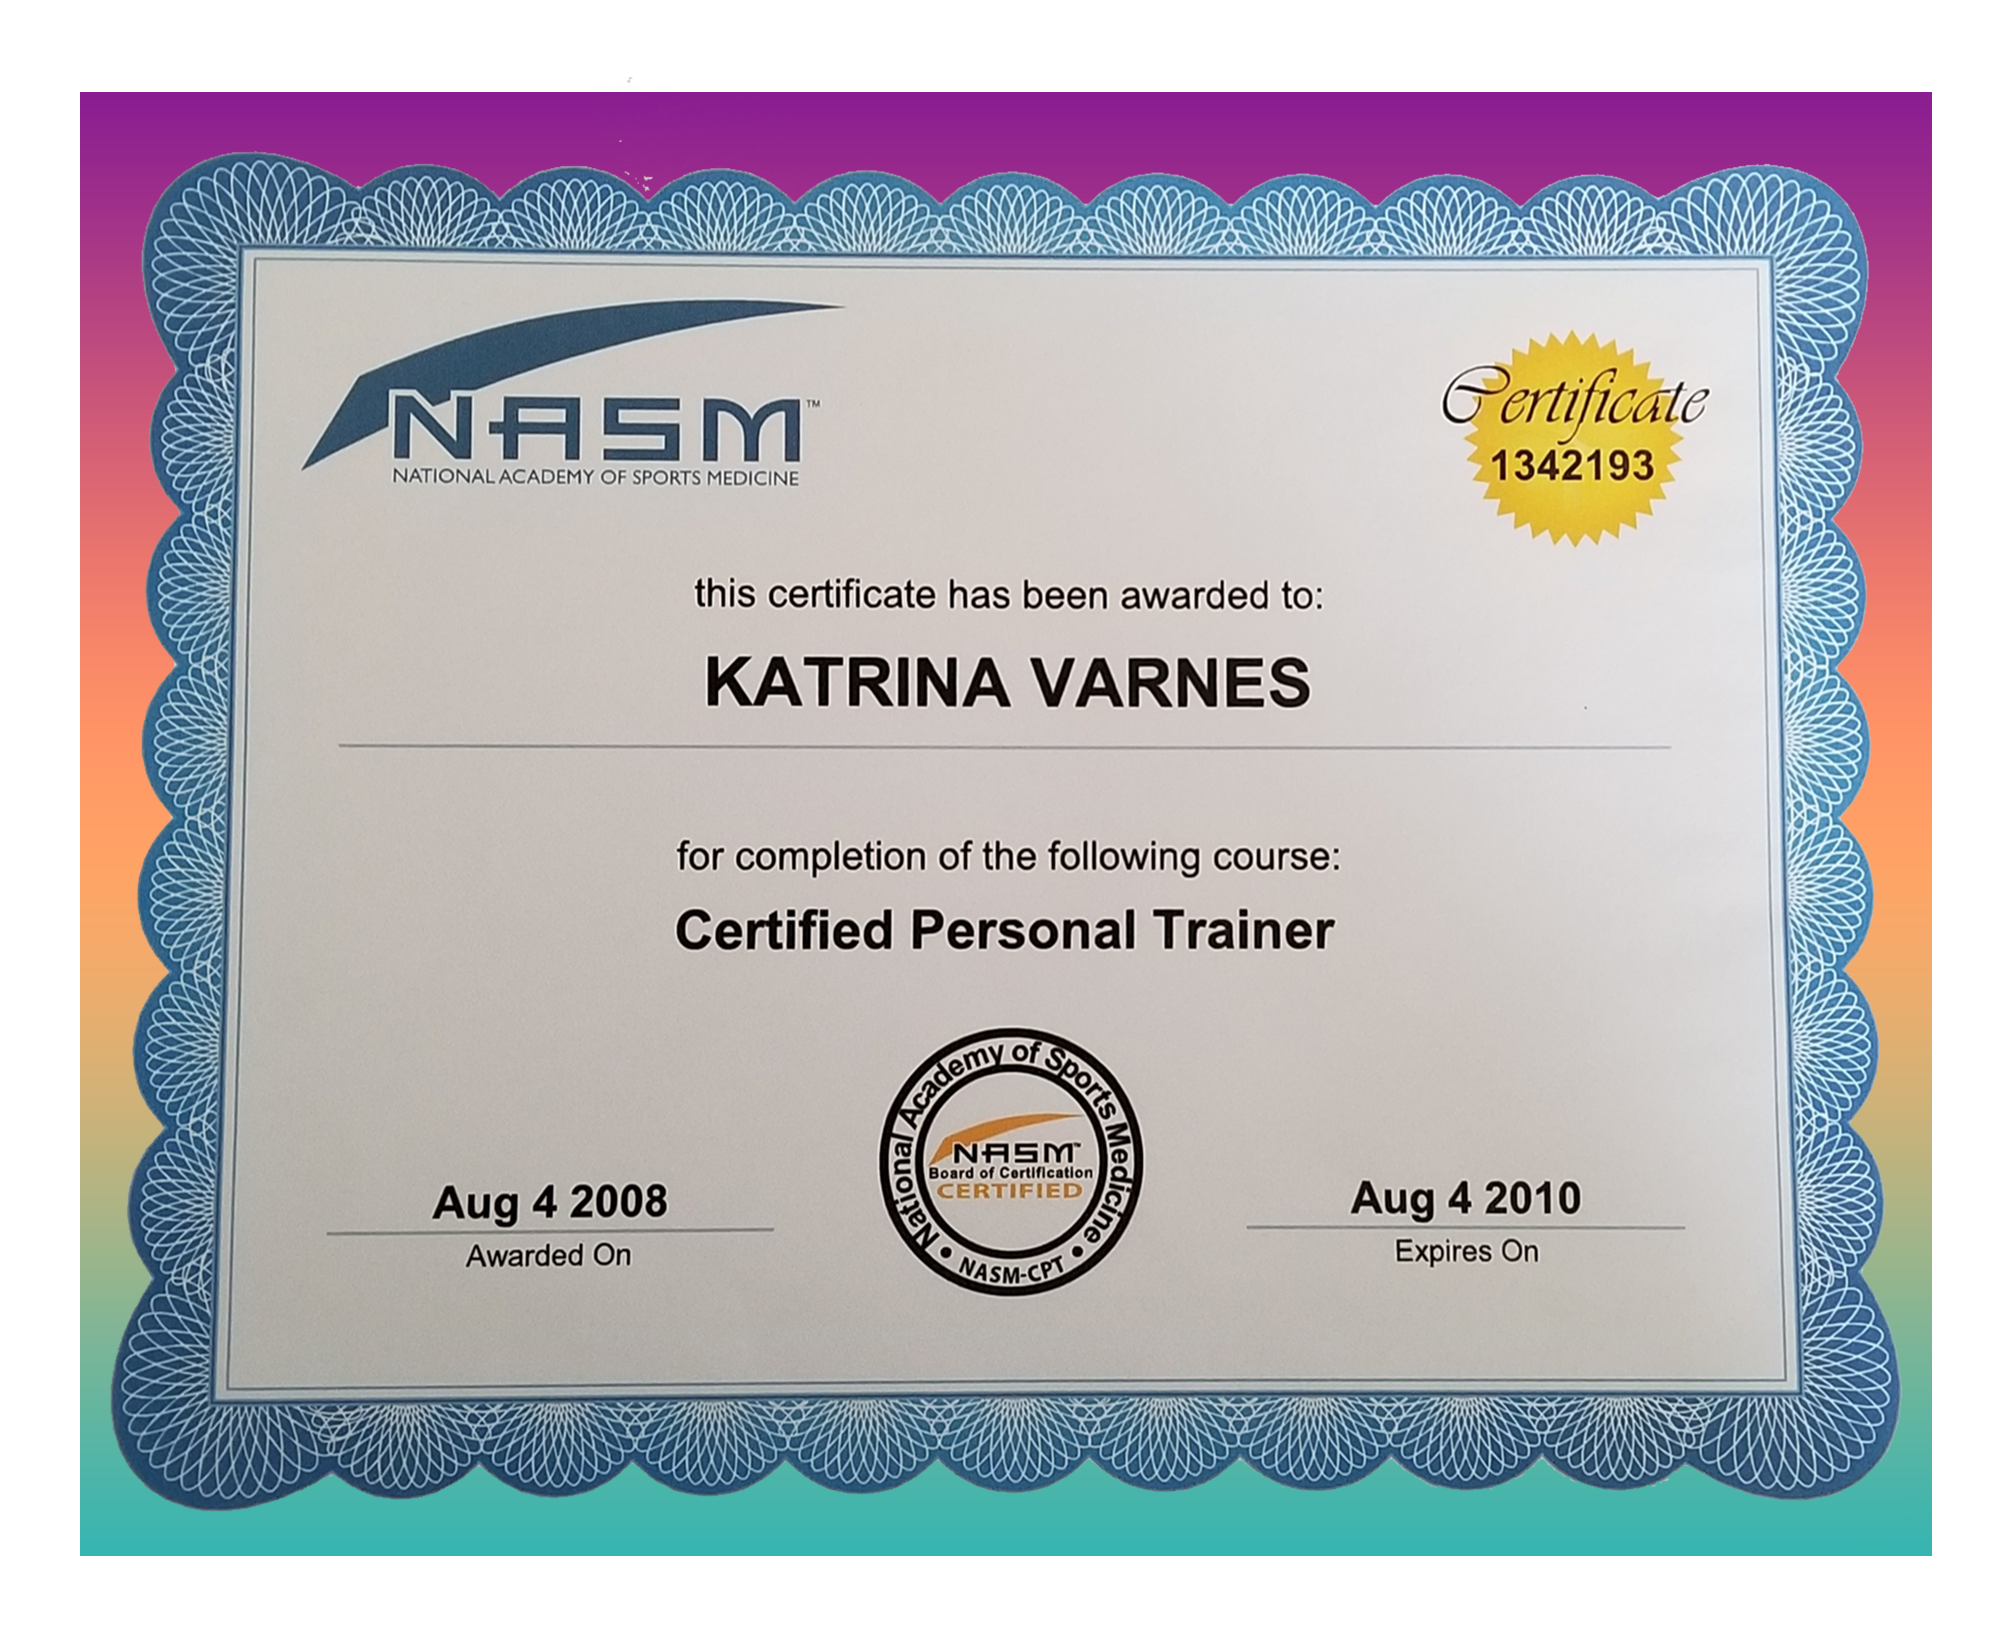 NASM™
NATIONAL ACADEMY OF SPORTS MEDICINE
Certificate
1342193
this certificate has been awarded to:
KATRINA VARNES
for completion of the following course:
Certified Personal Trainer
National Academy of Sports Medicine
NASM™
Board of Certification
CERTIFIED
• NASM-CPT •
Aug 4 2008
Awarded On
Aug 4 2010
Expires On